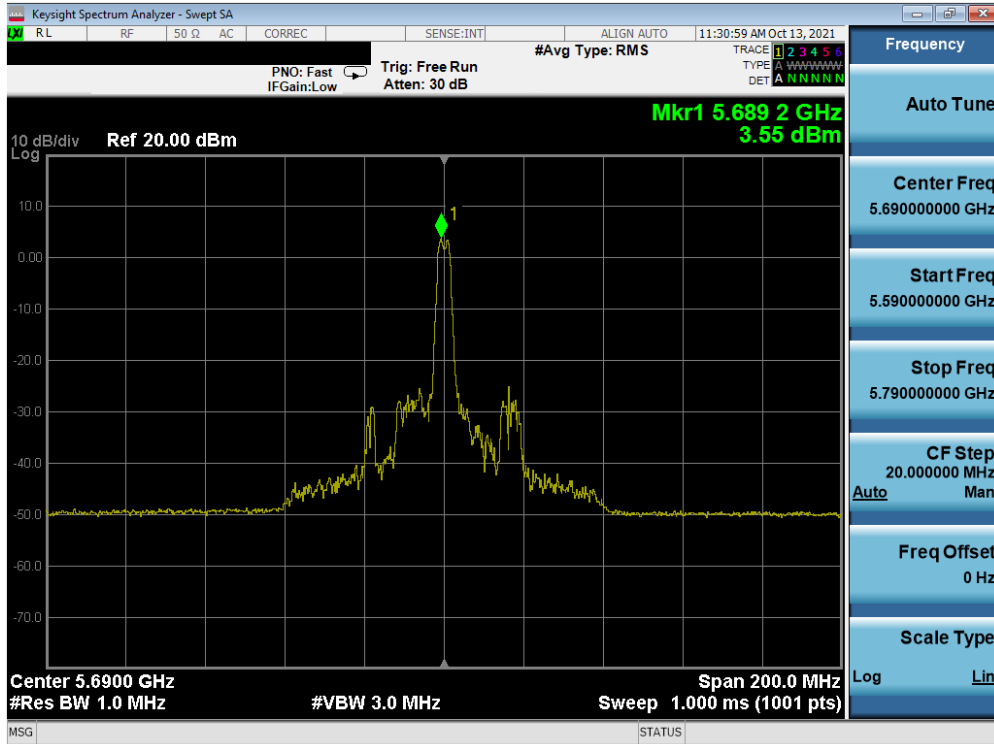 Keysight Spectrum Analyzer - Swept SA
LXI RL RF 50 Ω AC CORREC SENSE:INT ALIGN AUTO 11:30:59 AM Oct 13, 2021
#Avg Type: RMS
TRACE 1 2 3 4 5 6
PNO: Fast Trig: Free Run
TYPE A WWWWW
IFGain:Low Atten: 30 dB
DET A N N N N N
Mkr1 5.689 2 GHz
3.55 dBm
10 dB/div Ref 20.00 dBm
Log
10.0
1
0.00
-10.0
-20.0
-30.0
-40.0
-50.0
-60.0
-70.0
Center 5.6900 GHz Span 200.0 MHz
#Res BW 1.0 MHz #VBW 3.0 MHz Sweep 1.000 ms (1001 pts)
MSG STATUS
Frequency
Auto Tune
Center Freq
5.690000000 GHz
Start Freq
5.590000000 GHz
Stop Freq
5.790000000 GHz
CF Step
20.000000 MHz
Auto Man
Freq Offset
0 Hz
Scale Type
Log Lin